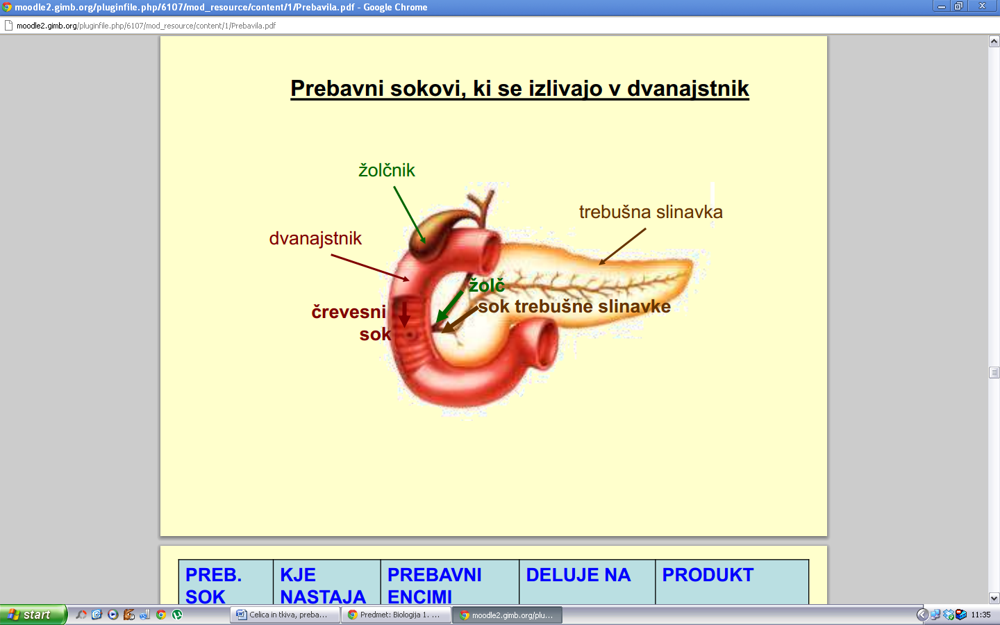 moodle2.gimb.org/pluginfile.php/6107/mod_resource/content/1/Prebavila.pdf - Google Chrome
moodle2.gimb.org/pluginfile.php/6107/mod_resource/content/1/Prebavila.pdf
Prebavni sokovi, ki se izlivajo v dvanajstnik
žolčnik
trebušna slinavka
dvanajstnik
žolč
sok trebušne slinavke
črevesni
sok
PREB.
SOK
KJE
NASTAJA
PREBAVNI
ENCIMI
DELUJE NA
PRODUKT
start
Celica in tkiva, preba...
Predmet: Biologija 1. ...
moodle2.gimb.org/plu...
11:35